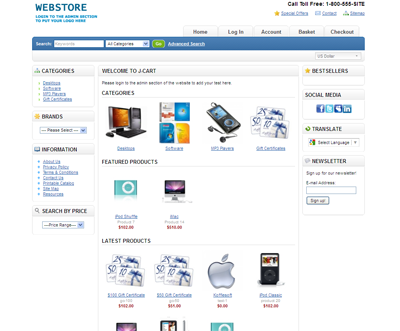 WEBSTORE
LOGIN TO THE ADMIN SECTION
TO PUT YOUR LOGO HERE
Call Toll Free: 1-800-555-SITE
Special Offers Contact Sitemap
Home Log In Account Basket Checkout
Search: Keywords All Categories Go Advanced Search
US Dollar
CATEGORIES
Desktops
Software
MP3 Players
Gift Certificates
BRANDS
--- Please Select ---
INFORMATION
About Us
Privacy Policy
Terms & Conditions
Contact Us
Printable Catalog
Site Map
Resources
SEARCH BY PRICE
---Price Range---
WELCOME TO J-CART
Please login to the admin section of the website to add your text here.
CATEGORIES
Desktops Software MP3 Players Gift Certificates
FEATURED PRODUCTS
iPod Shuffle iMac
Product 7 Product 14
$102.00 $510.00
LATEST PRODUCTS
$100 Gift Certificate $50 Gift Certificate iPod Classic
$102.00 $51.00 $0.00 $102.00
BESTSELLERS
SOCIAL MEDIA
TRANSLATE
Select Language
NEWSLETTER
Sign up for our newsletter
E-Mail Address:
Sign up!